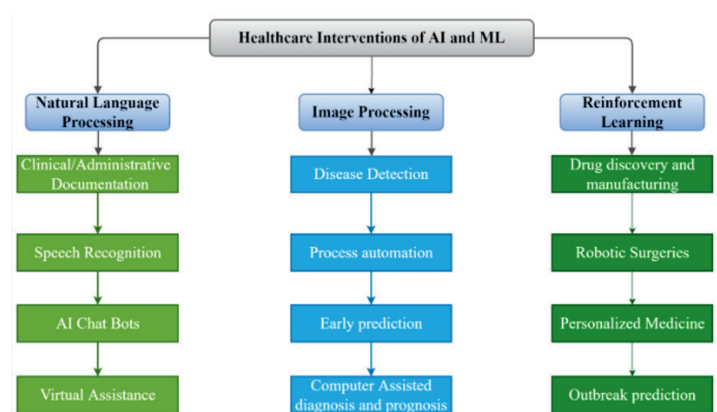 Healthcare Interventions of AI and ML
Natural Language
Processing
Clinical/Administrative
Documentation
Speech Recognition
AI Chat Bots
Virtual Assistance
Image Processing
Disease Detection
Process automation
Early prediction
Computer Assisted
diagnosis and prognosis
Reinforcement
Learning
Drug discovery and
manufacturing
Robotic Surgeries
Personalized Medicine
Outbreak prediction